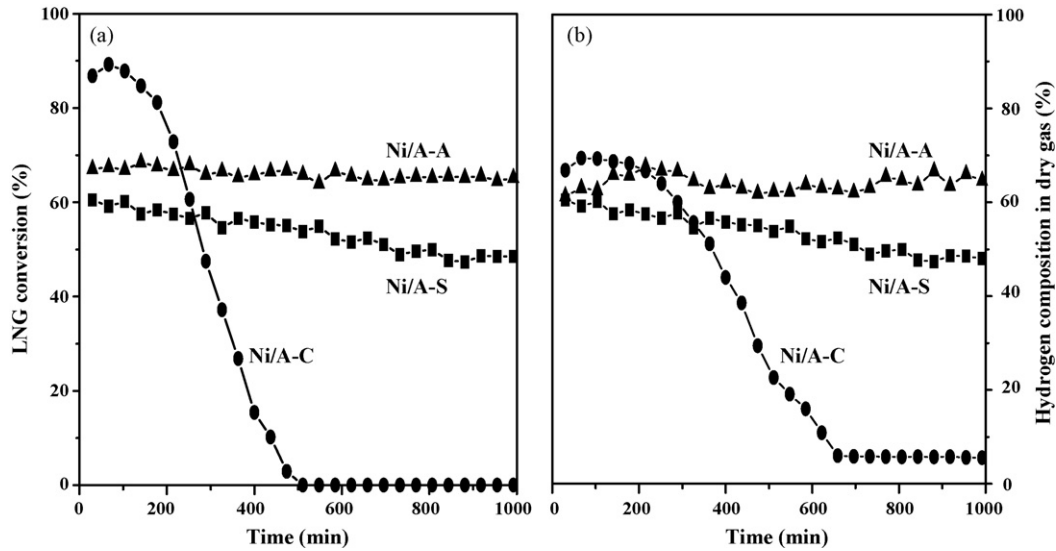 (a)
LNG conversion (%)
100
80
60
40
20
0
Ni/A-A
Ni/A-S
Ni/A-C
0
200
400
600
800
1000
Time (min)
(b)
Ni/A-A
Ni/A-S
Ni/A-C
0
200
400
600
800
1000
Time (min)
100
80
60
40
20
0
Hydrogen composition in dry gas (%)